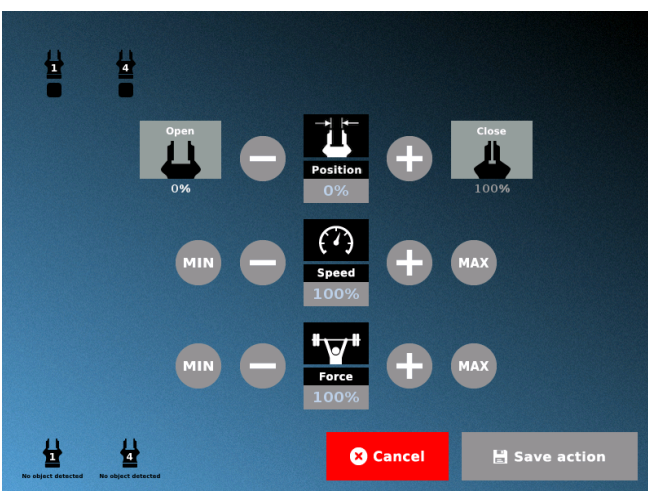 1
4
Open
Close
Position
0%
0%
100%
MIN
Speed
MAX
100%
MIN
Force
MAX
100%
1
4
No object detected
No object detected
Cancel
Save action